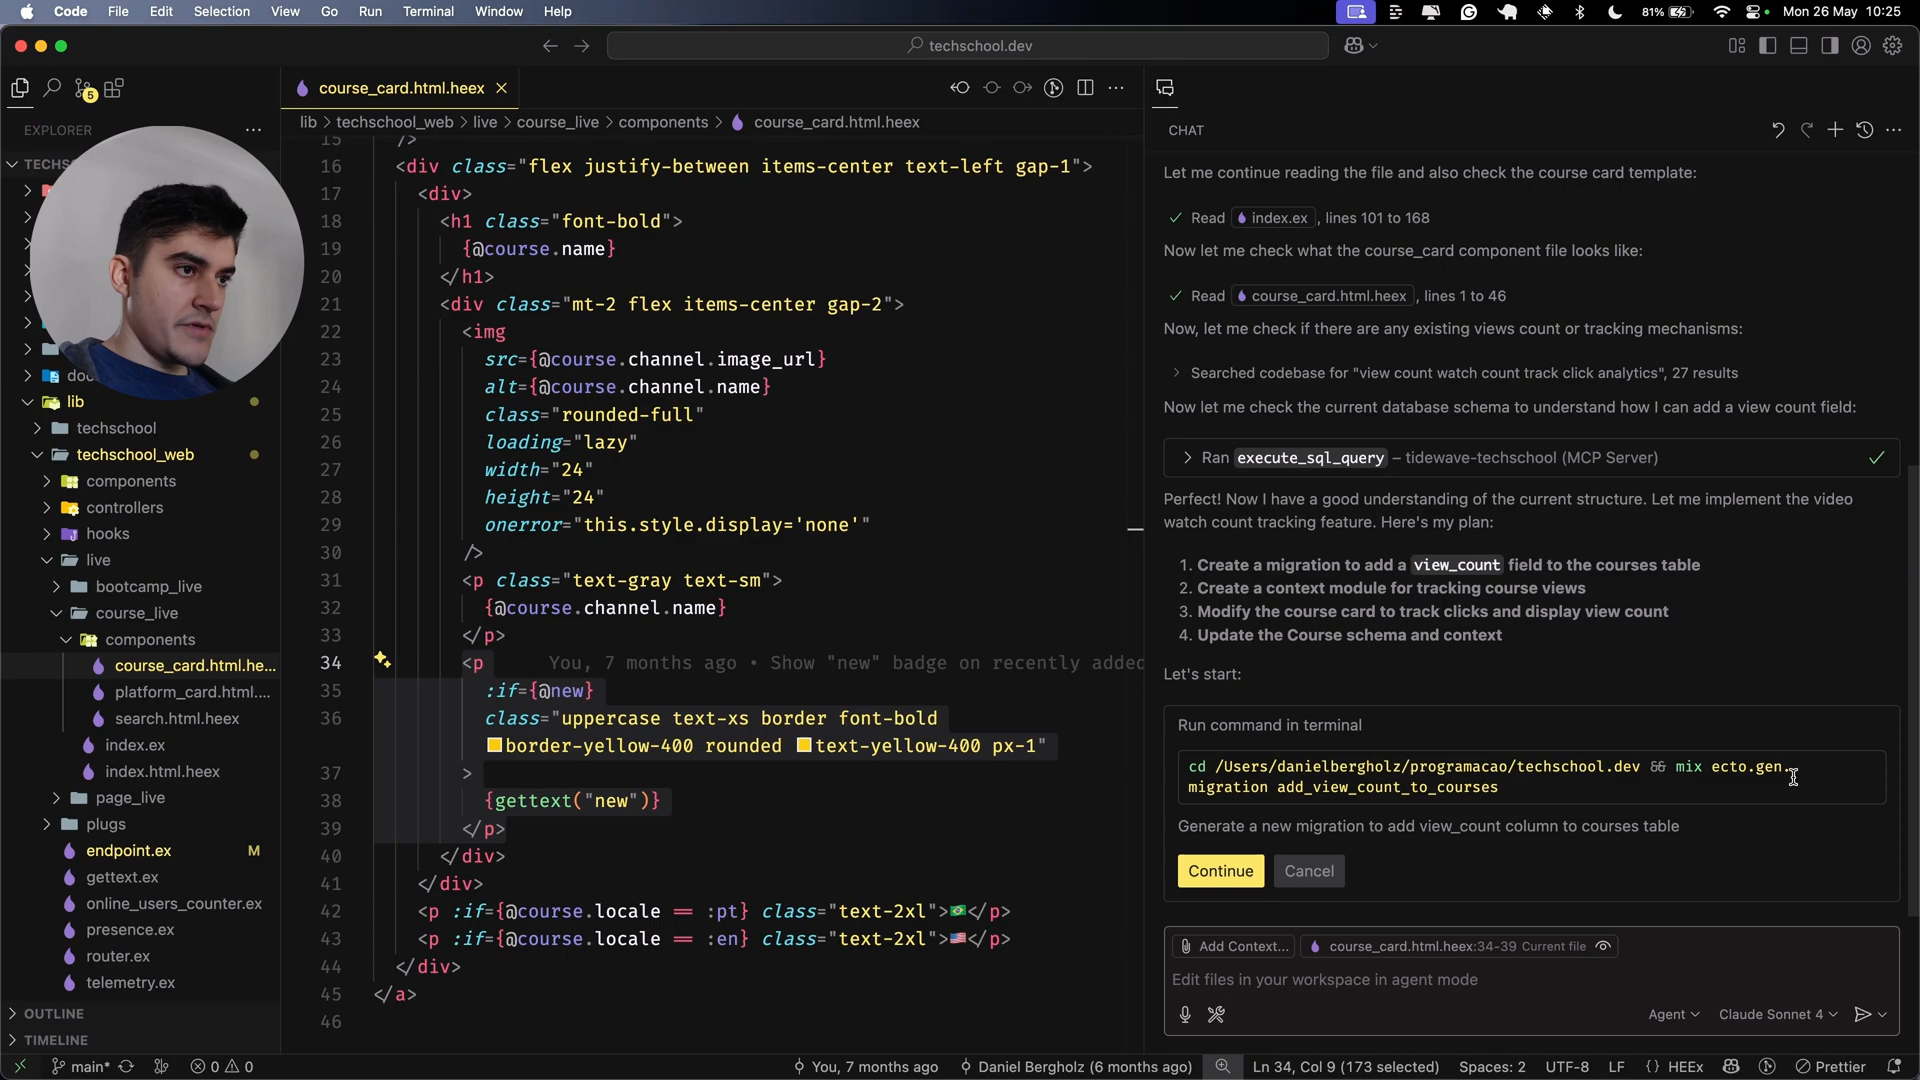 Code File Edit Selection View Go Run Terminal Window Help
81% Mon 26 May 10:25
techschool.dev
course_card.html.heex
5
EXPLORER
lib > techschool_web > live > course_live > components > course_card.html.heex
CHAT
TECHS
doc
lib
techschool
techschool_web
components
controllers
hooks
live
bootcamp_live
course_live
components
course_card.html.he...
platform_card.html....
search.html.heex
index.ex
index.html.heex
page_live
plugs
endpoint.ex M
gettext.ex
online_users_counter.ex
presence.ex
router.ex
telemetry.ex
OUTLINE
TIMELINE
15 />
16 <div class="flex justify-between items-center text-left gap-1">
17 <div>
18 <h1 class="font-bold">
19 {@course.name}
20 </h1>
21 <div class="mt-2 flex items-center gap-2">
22 <img
23 src={@course.channel.image_url}
24 alt={@course.channel.name}
25 class="rounded-full"
26 loading="lazy"
27 width="24"
28 height="24"
29 onerror="this.style.display='none'"
30 />
31 <p class="text-gray text-sm">
32 {@course.channel.name}
33 </p>
34 <p You, 7 months ago • Show "new" badge on recently added
35 :if={@new}
36 class="uppercase text-xs border font-bold
border-yellow-400 rounded text-yellow-400 px-1"
37 >
38 {gettext("new")}
39 </p>
40 </div>
41 </div>
42 <p :if={@course.locale == :pt} class="text-2xl">🇧🇷</p>
43 <p :if={@course.locale == :en} class="text-2xl">🇺🇸</p>
44 </div>
45 </a>
46
Let me continue reading the file and also check the course card template:
Read index.ex, lines 101 to 168
Now let me check what the course_card component file looks like:
Read course_card.html.heex, lines 1 to 46
Now, let me check if there are any existing views count or tracking mechanisms:
Searched codebase for "view count watch count track click analytics", 27 results
Now let me check the current database schema to understand how I can add a view count field:
Ran execute_sql_query – tidewave-techschool (MCP Server)
Perfect! Now I have a good understanding of the current structure. Let me implement the video
watch count tracking feature. Here's my plan:
1. Create a migration to add a view_count field to the courses table
2. Create a context module for tracking course views
3. Modify the course card to track clicks and display view count
4. Update the Course schema and context
Let's start:
Run command in terminal
cd /Users/danielbergholz/programacao/techschool.dev && mix ecto.gen.
migration add_view_count_to_courses
Generate a new migration to add view_count column to courses table
Continue Cancel
Add Context... course_card.html.heex:34-39 Current file
Edit files in your workspace in agent mode
Agent Claude Sonnet 4
main* 0 0 You, 7 months ago Daniel Bergholz (6 months ago) Ln 34, Col 9 (173 selected) Spaces: 2 UTF-8 LF {} HEEx Prettier